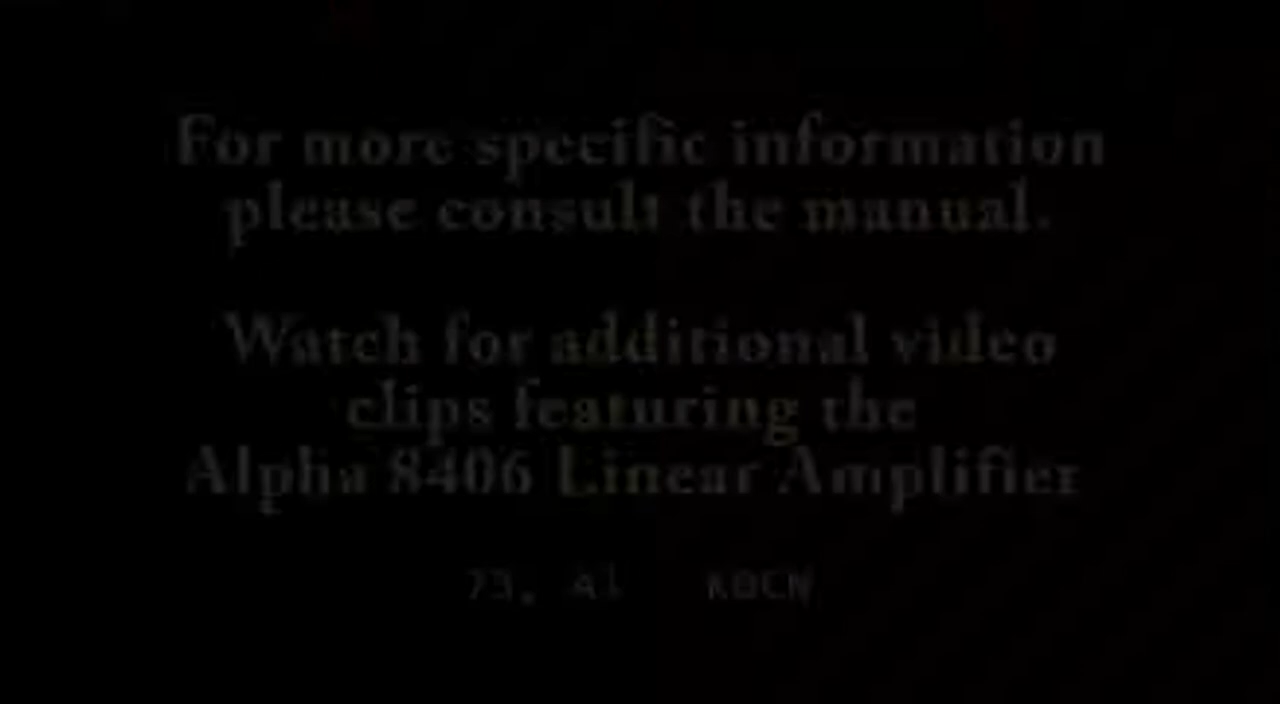 For more specific information
please consult the manual.
Watch for additional video
clips featuring the
Alpha 8406 Linear Amplifier
73, Al K0CN